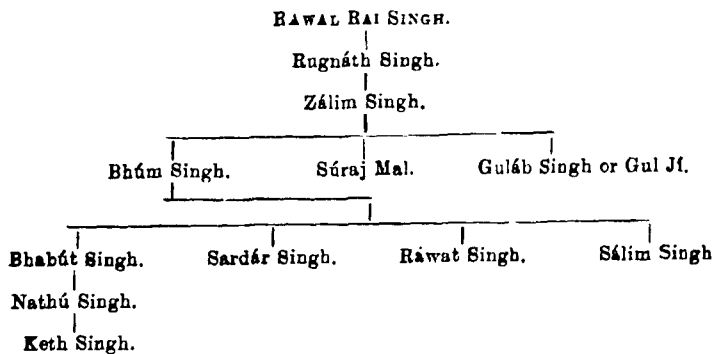 RAWAL RAI SINGH.
Rugnáth Singh.
Zálim Singh.
Bhúm Singh. Súraj Mal. Guláb Singh or Gul Jí.
Bhabút Singh. Sardár Singh. Ráwat Singh. Sálim Singh
Nathú Singh.
Keth Singh.